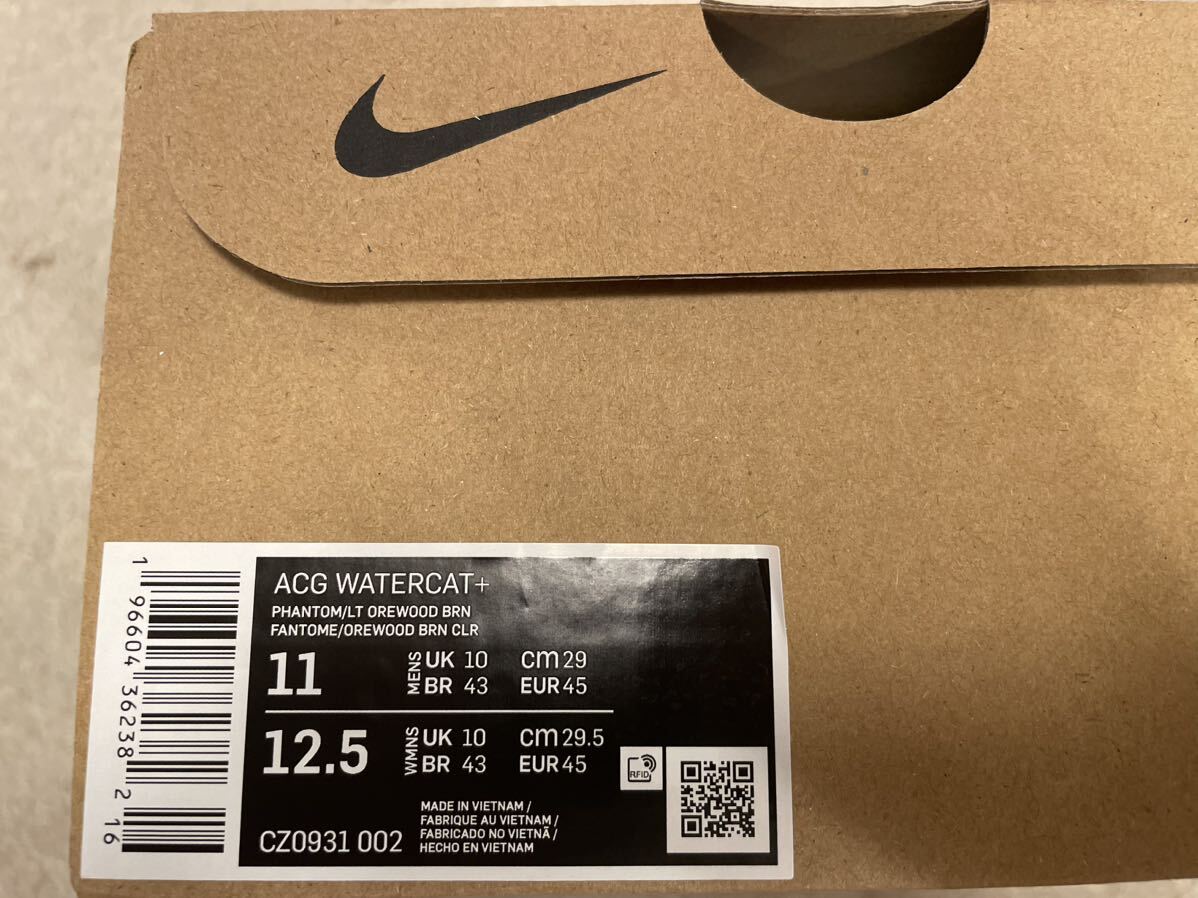 ACG WATERCAT+
PHANTOM/LT OREWOOD BRN
FANTOME/OREWOOD BRN CLR
11 MENS UK 10 CM 29
BR 43 EUR 45
12.5 WMNS UK 10 CM 29.5
BR 43 EUR 45
RFID
CZ0931 002
MADE IN VIETNAM /
FABRIQUE AU VIETNAM /
FABRICADO NO VIETNÃ /
HECHO EN VIETNAM
1 96604 36238 2 16